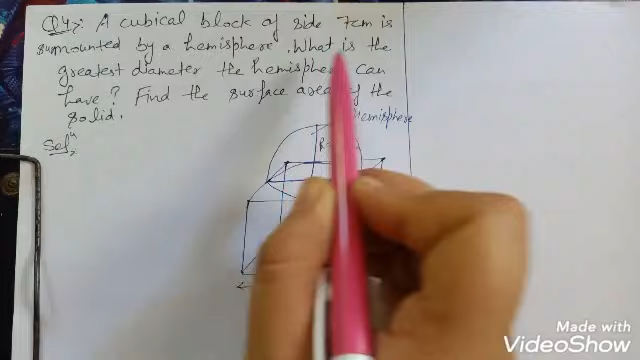 Q4:- A cubical block of side 7cm is
surmounted by a hemisphere. What is the
greatest diameter the hemisphere can
have? Find the surface area of the
solid.
Hemisphere
Solⁿ
R=
Made with
VideoShow